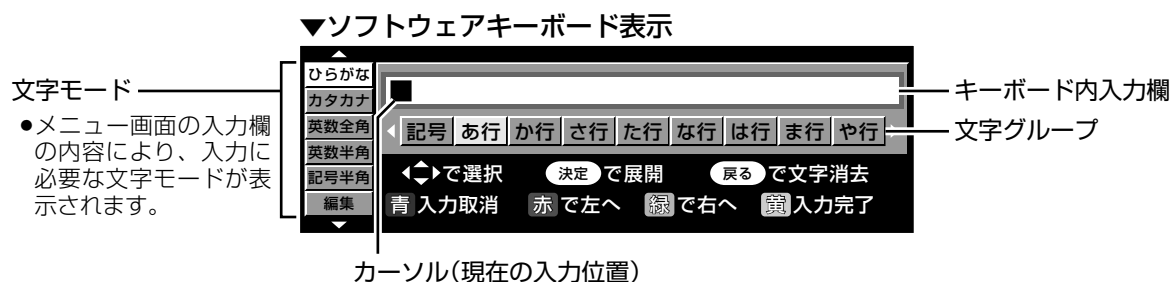 ▼ソフトウェアキーボード表示
文字モード
●メニュー画面の入力欄
の内容により、入力に
必要な文字モードが表
示されます。
ひらがな
カタカナ
英数全角
英数半角
記号半角
編集
キーボード内入力欄
記号 あ行 か行 さ行 た行 な行 は行 ま行 や行
文字グループ
で選択 決定 で展開 戻る で文字消去
青 入力取消 赤 で左へ 緑 で右へ 黄 入力完了
カーソル(現在の入力位置)